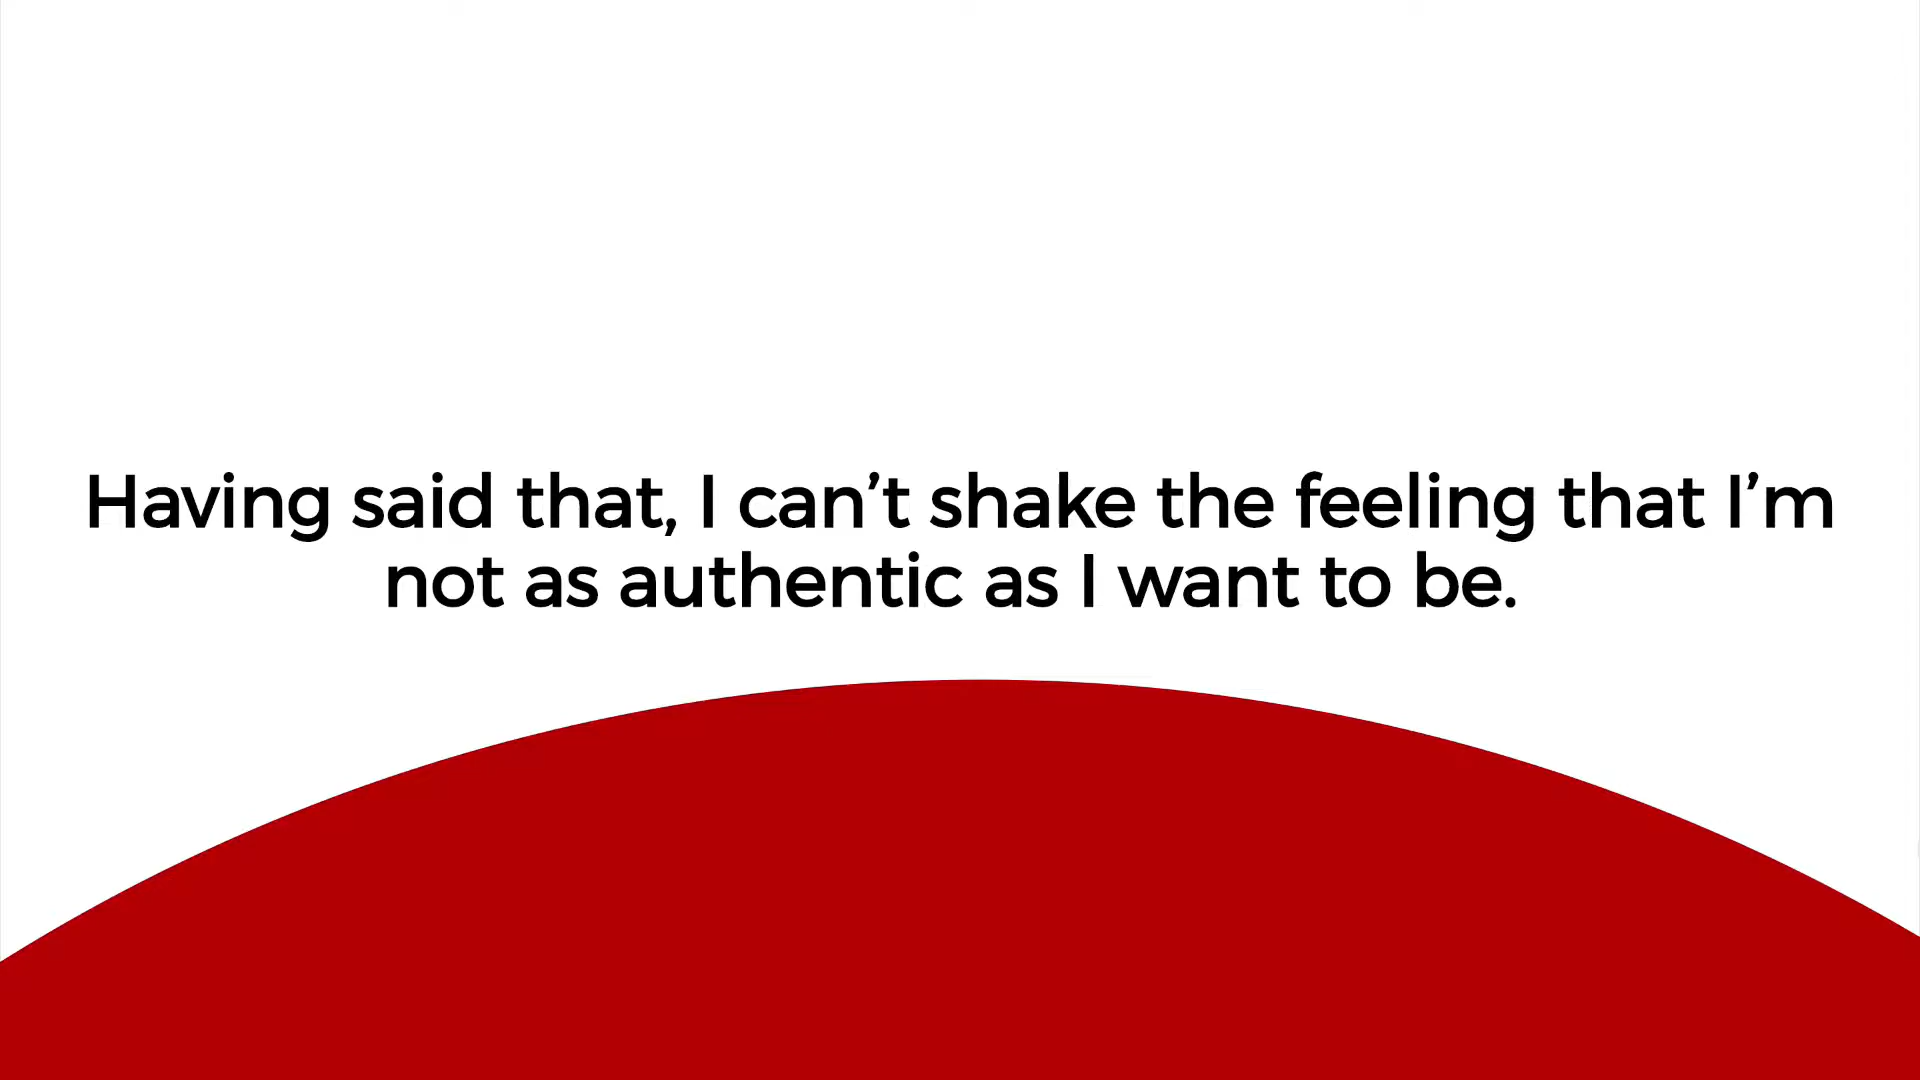 Having said that, I can’t shake the feeling that I’m
not as authentic as I want to be.